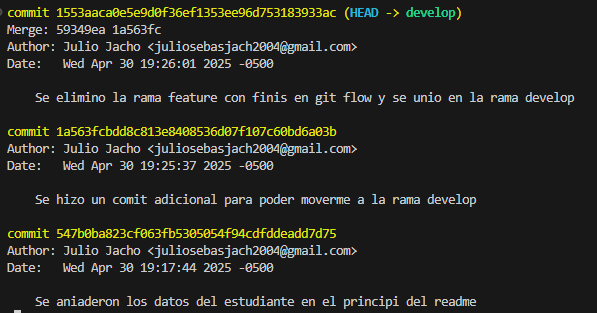 commit 1553aaca0e5e9d0f36ef1353ee96d753183933ac (HEAD -> develop)
Merge: 59349ea 1a563fc
Author: Julio Jacho <juliosebasjach2004@gmail.com>
Date:   Wed Apr 30 19:26:01 2025 -0500
    Se elimino la rama feature con finis en git flow y se unio en la rama develop
commit 1a563fcbdd8c813e8408536d07f107c60bd6a03b
Author: Julio Jacho <juliosebasjach2004@gmail.com>
Date:   Wed Apr 30 19:25:37 2025 -0500
    Se hizo un comit adicional para poder moverme a la rama develop
commit 547b0ba823cf063fb5305054f94cdfddeadd7d75
Author: Julio Jacho <juliosebasjach2004@gmail.com>
Date:   Wed Apr 30 19:17:44 2025 -0500
    Se aniaderon los datos del estudiante en el principi del readme